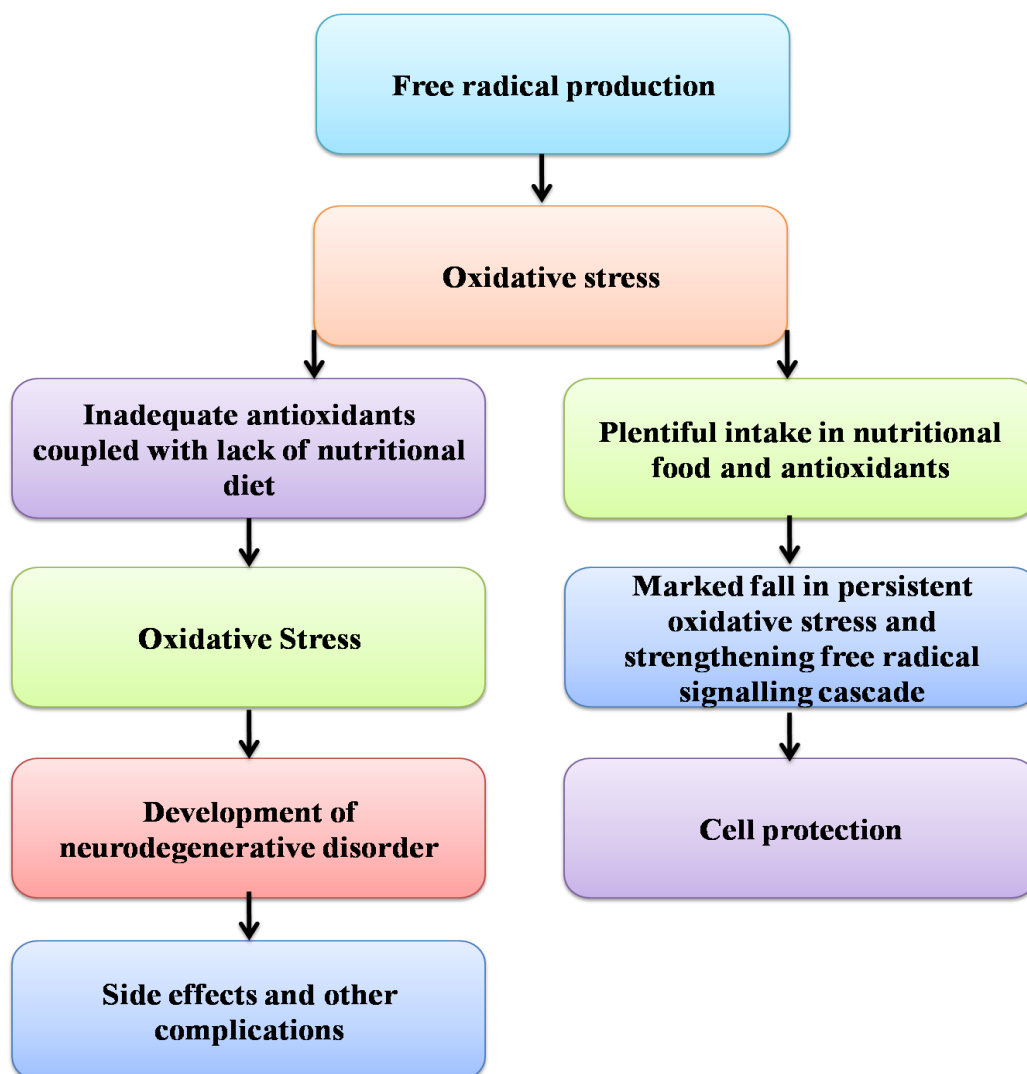 Free radical production
Oxidative stress
Inadequate antioxidants
coupled with lack of nutritional
diet
Plentiful intake in nutritional
food and antioxidants
Oxidative Stress
Marked fall in persistent
oxidative stress and
strengthening free radical
signalling cascade
Development of
neurodegenerative disorder
Cell protection
Side effects and other
complications